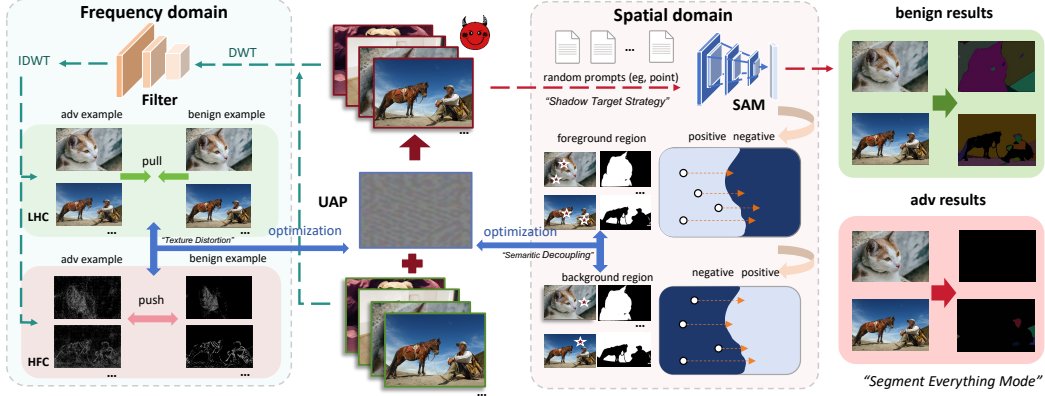 Frequency domain
IDWT
DWT
Filter
adv example
benign example
pull
LHC
...
"Texture Distortion"
optimization
adv example
benign example
push
HFC
...
...
UAP
...
...
Spatial domain
...
random prompts (eg, point)
"Shadow Target Strategy"
SAM
foreground region
positive
negative
...
optimization
"Semantic Decoupling"
background region
negative
positive
...
...
benign results
adv results
"Segment Everything Mode"